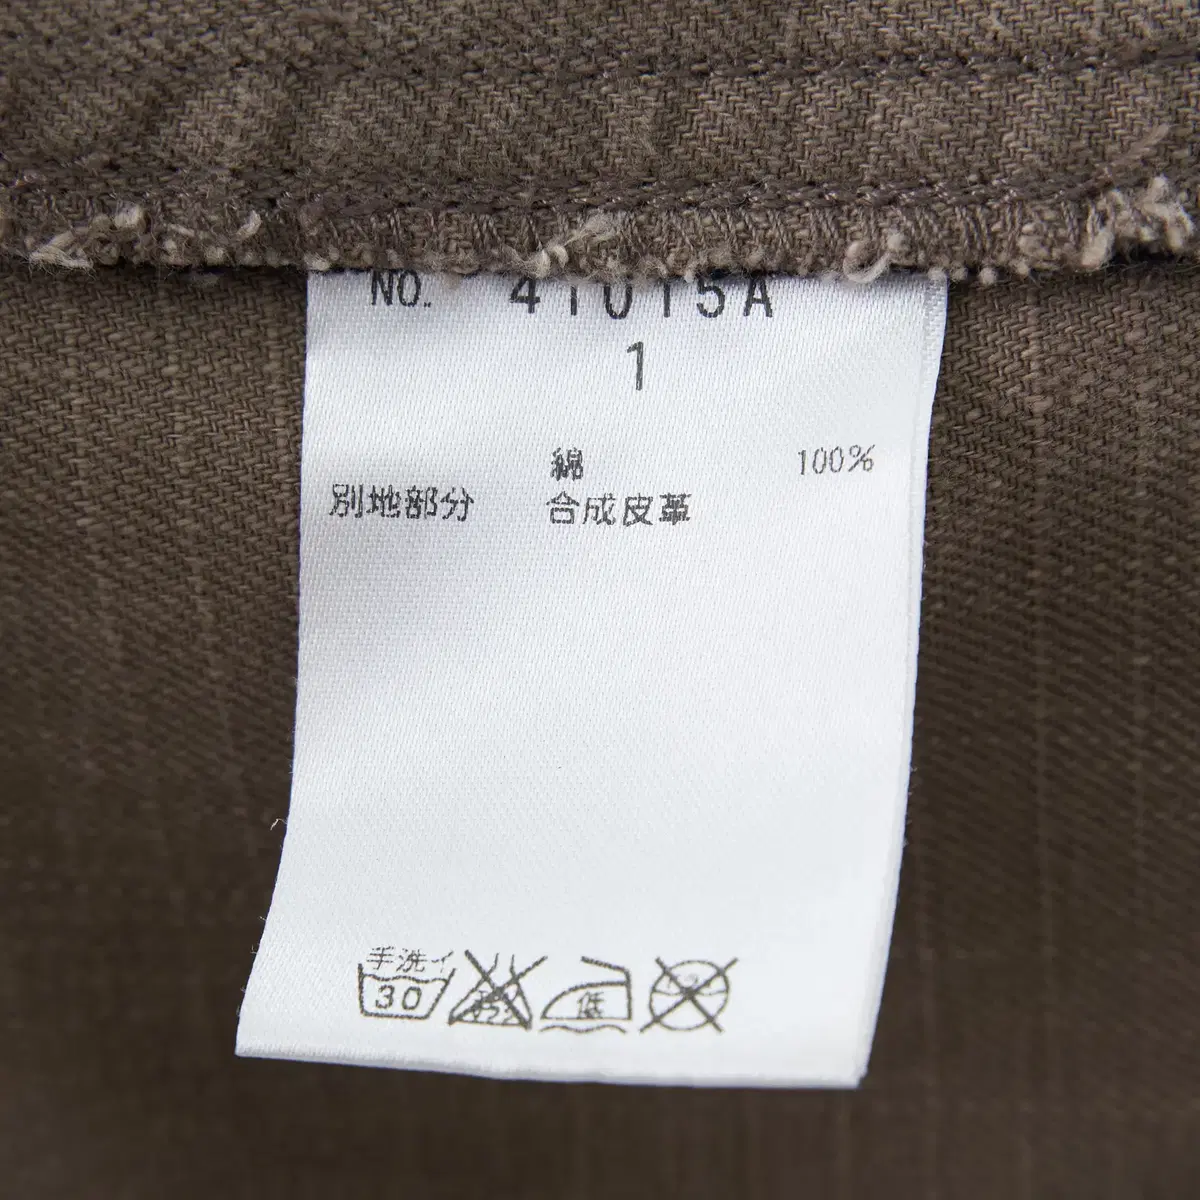 NO. 41015A
1
綿 100%
別地部分 合成皮革
手洗イ
30
低